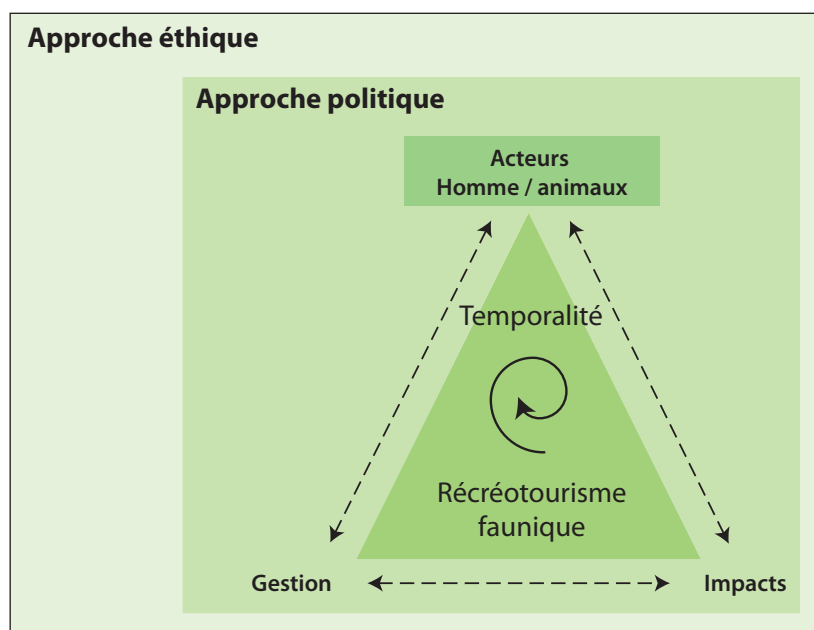 Approche éthique
Approche politique
Acteurs
Homme / animaux
Temporalité
Récréotourisme
faunique
Gestion
Impacts